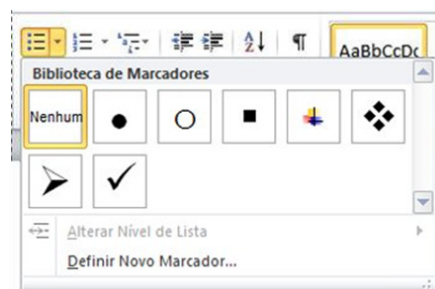 AaBbCcDc
Biblioteca de Marcadores
Nenhum
Alterar Nível de Lista
Definir Novo Marcador...